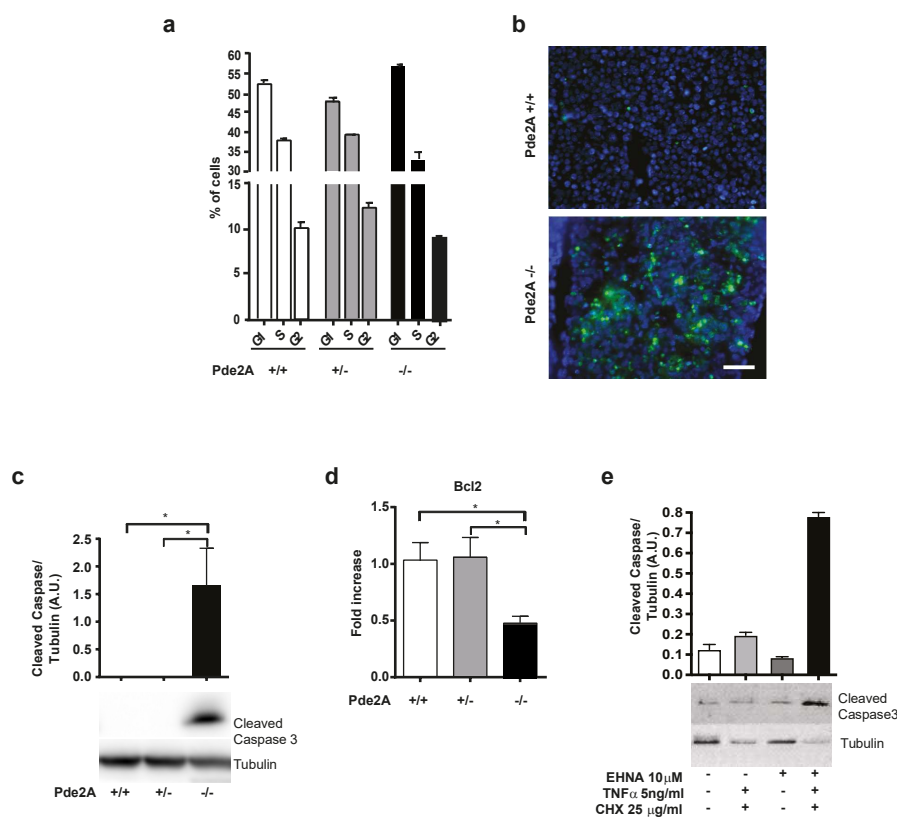 a
% of cells
60
55
50
45
40
35
30
15
10
5
0
G1 S G2 G1 S G2 G1 S G2
Pde2A +/+ +/- -/-
b
Pde2A +/+
Pde2A -/-
c
Cleaved Caspase/
Tubulin (A.U.)
2.5
2.0
1.5
1.0
0.5
0.0
* 
*
Cleaved
Caspase 3
Tubulin
Pde2A +/+ +/- -/-
d
Bcl2
Fold increase
1.5
1.0
0.5
0.0
*
*
Pde2A +/+ +/- -/-
e
Cleaved Caspase/
Tubulin (A.U.)
0.8
0.7
0.6
0.5
0.4
0.3
0.2
0.1
0.0
Cleaved
Caspase3
Tubulin
EHNA 10μM - - + +
TNFα 5ng/ml - + - +
CHX 25 μg/ml - + - +